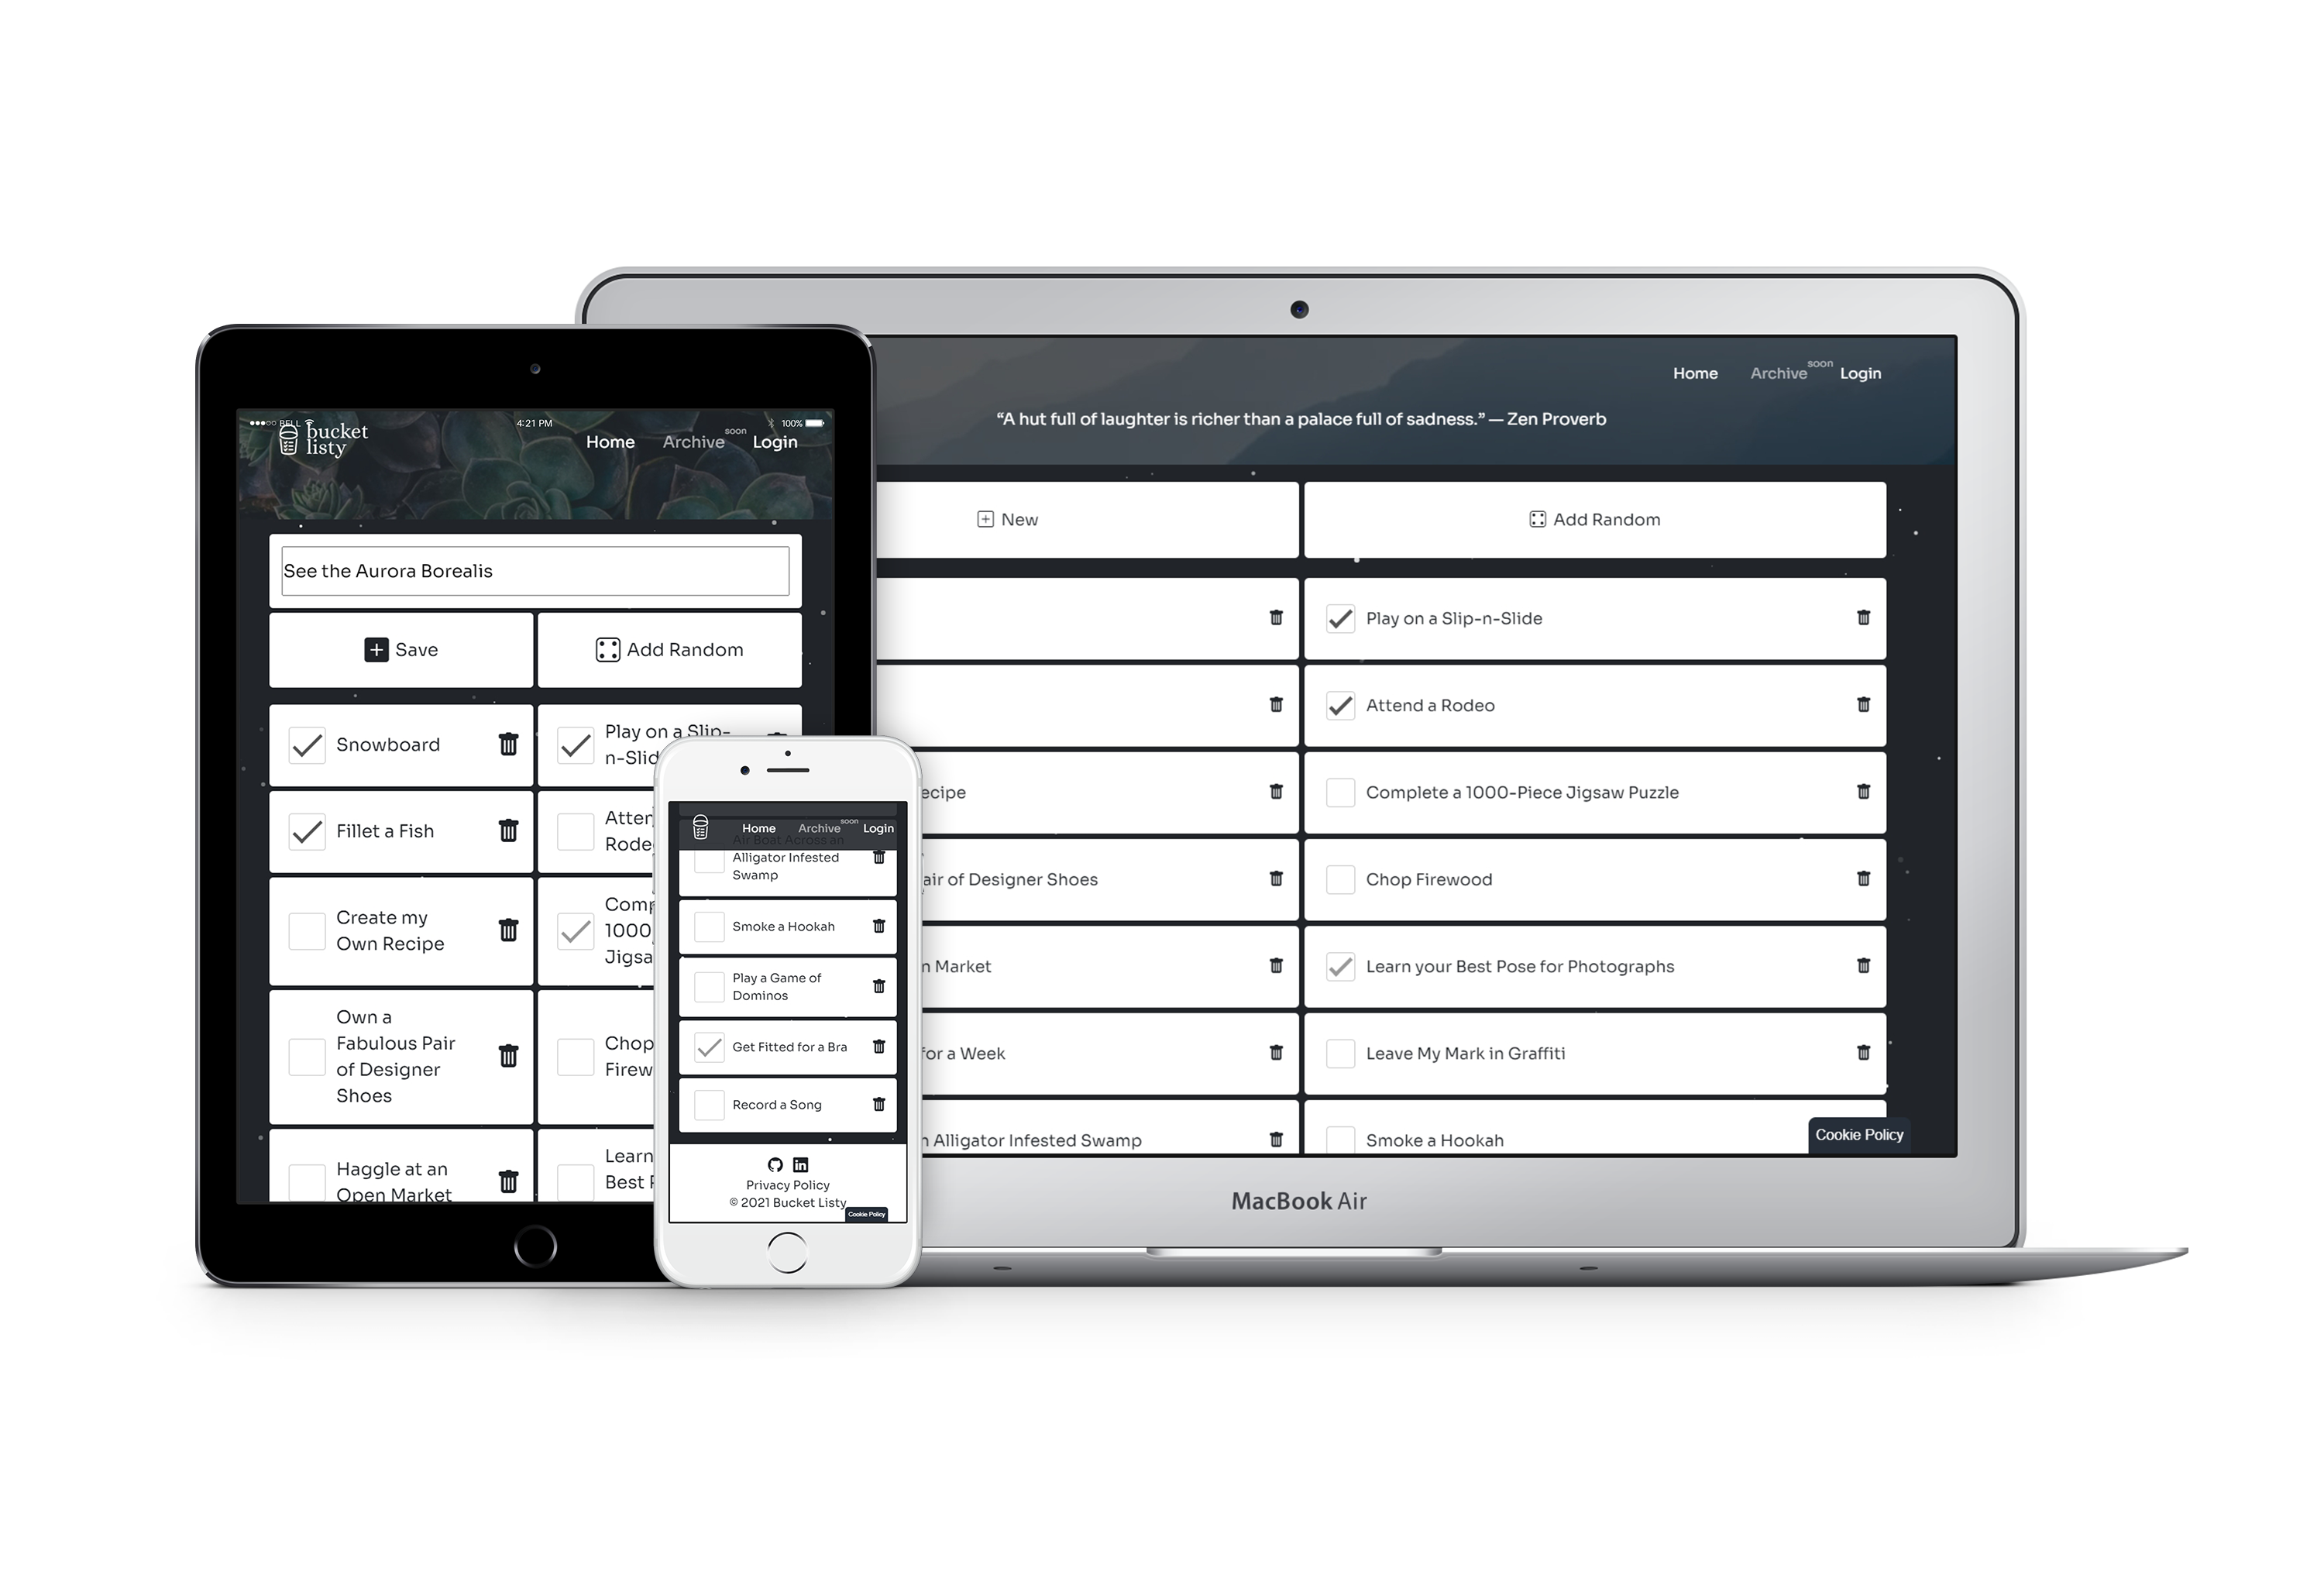 BELL
4:21 PM
100%
bucket
listy
Home
Archive
soon
Login
See the Aurora Borealis
Save
Add Random
Snowboard
Play on a Slip-
n-Slid
Fillet a Fish
Atten
Rode
Create my
Own Recipe
Comp
1000
Jigsa
Own a
Fabulous Pair
of Designer
Shoes
Chop
Firew
Haggle at an
Open Market
Learn
Best
Home
Archive
soon
Login
Air Boat Across an
Alligator Infested
Swamp
Smoke a Hookah
Play a Game of
Dominos
Get Fitted for a Bra
Record a Song
Privacy Policy
© 2021 Bucket Listy
Cookie Policy
Home
Archive
soon
Login
“A hut full of laughter is richer than a palace full of sadness.” — Zen Proverb
New
Add Random
Play on a Slip-n-Slide
Attend a Rodeo
ecipe
Complete a 1000-Piece Jigsaw Puzzle
air of Designer Shoes
Chop Firewood
n Market
Learn your Best Pose for Photographs
for a Week
Leave My Mark in Graffiti
n Alligator Infested Swamp
Smoke a Hookah
Cookie Policy
MacBook Air